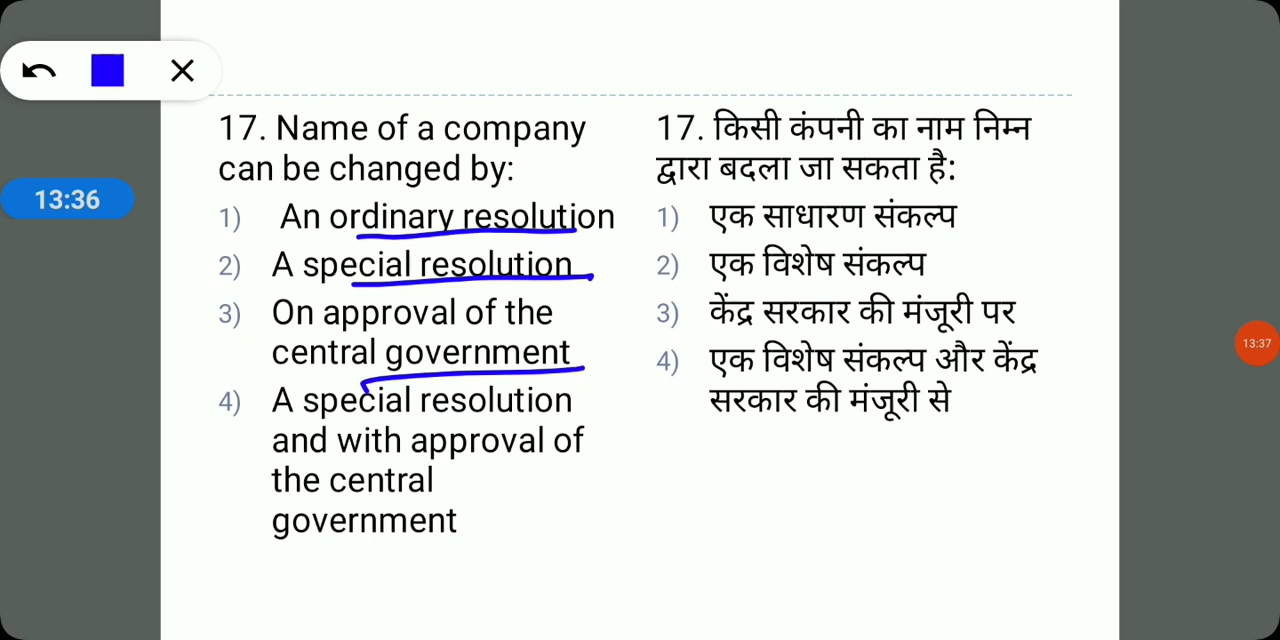 13:36
17. Name of a company
can be changed by:
1) An ordinary resolution
2) A special resolution
3) On approval of the
central government
4) A special resolution
and with approval of
the central
government
17. किसी कंपनी का नाम निम्न
द्वारा बदला जा सकता है:
1) एक साधारण संकल्प
2) एक विशेष संकल्प
3) केंद्र सरकार की मंजूरी पर
4) एक विशेष संकल्प और केंद्र
सरकार की मंजूरी से
13:37